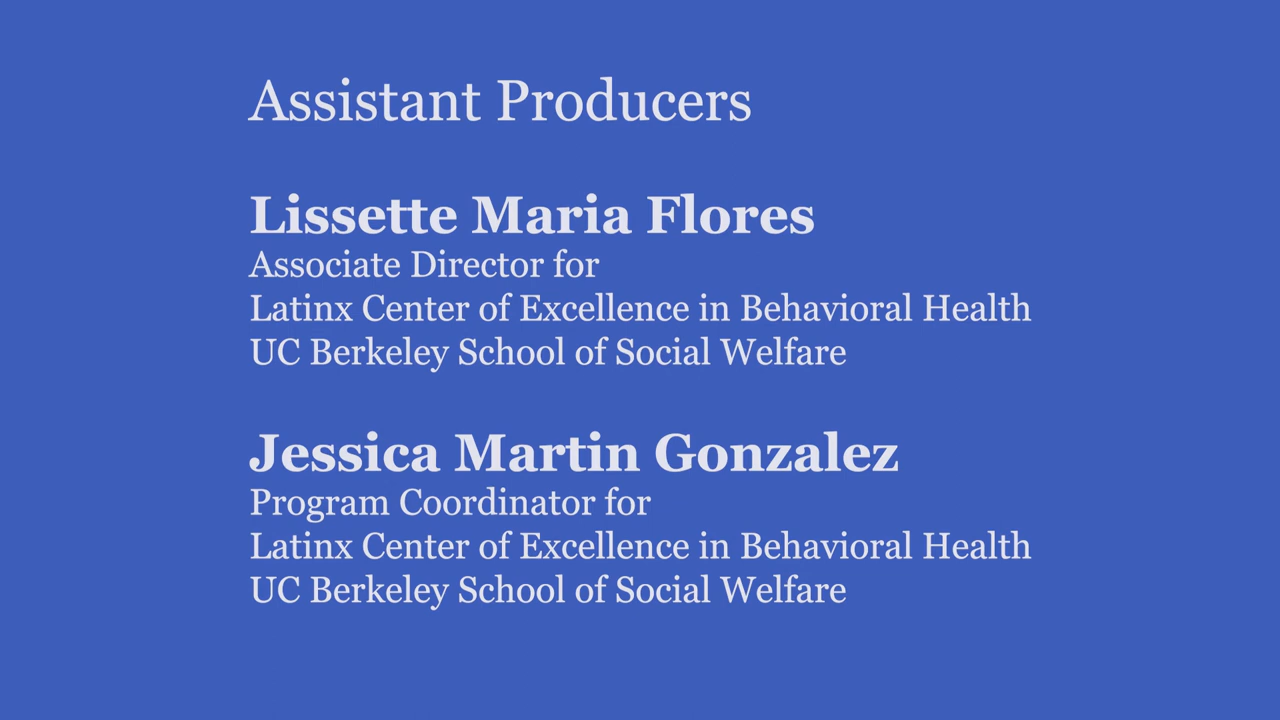 Assistant Producers
Lissette Maria Flores
Associate Director for
Latinx Center of Excellence in Behavioral Health
UC Berkeley School of Social Welfare
Jessica Martin Gonzalez
Program Coordinator for
Latinx Center of Excellence in Behavioral Health
UC Berkeley School of Social Welfare